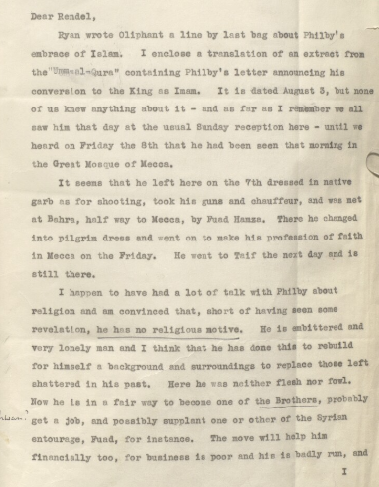 Dear Rendel,
Ryan wrote Oliphant a line by last bag about Philby's
embrace of Islam. I enclose a translation of an extract from
the "Umm al-Qura" containing Philby's letter announcing his
conversion to the King as Imam. It is dated August 3, but none
of us knew anything about it - and as far as I remember we all
saw him that day at the usual Sunday reception here - until we
heard on Friday the 8th that he had been seen that morning in
the Great Mosque of Mecca.
It seems that he left here on the 7th dressed in native
garb as for shooting, took his guns and chauffeur, and was met
at Bahra, half way to Mecca, by Fuad Hamza. There he changed
into pilgrim dress and went on to make his profession of faith
in Mecca on the Friday. He went to Taif the next day and is
still there.
I happen to have had a lot of talk with Philby about
religion and am convinced that, short of having seen some
revelation, he has no religious motive. He is embittered and
very lonely man and I think that he has done this to rebuild
for himself a background and surroundings to replace those left
shattered in his past. Here he was neither flesh nor fowl.
Now he is in a fair way to become one of the Brothers, probably
get a job, and possibly supplant one or other of the Syrian
entourage, Fuad, for instance. The move will help him
financially too, for business is poor and his is badly run, and
I